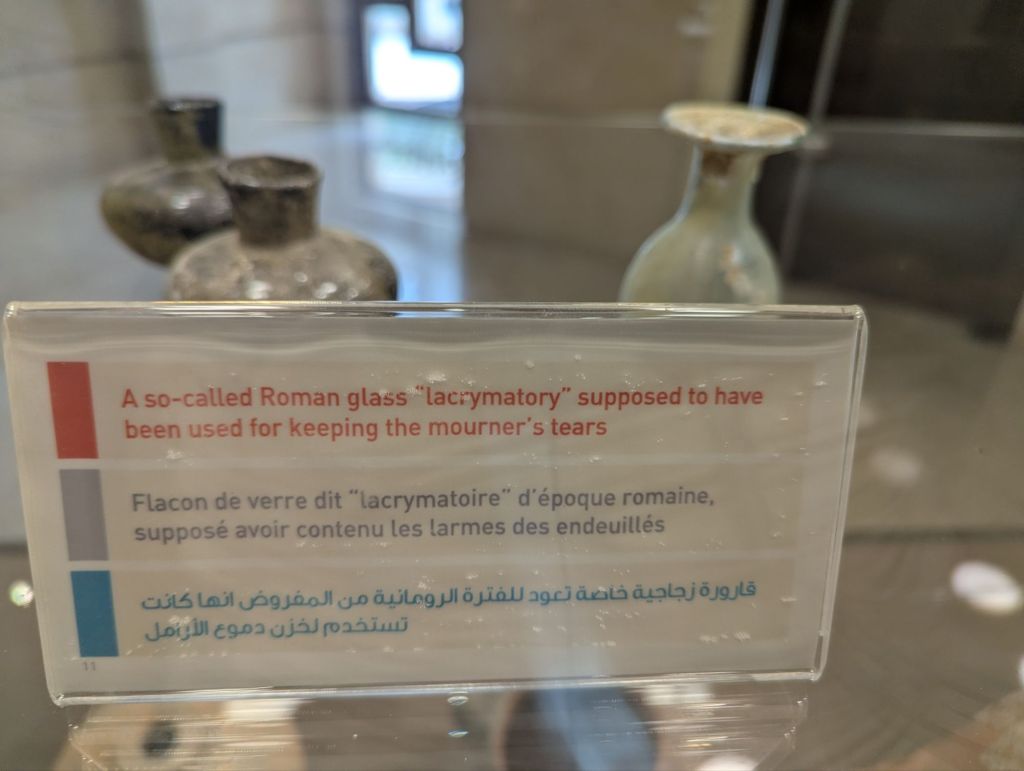 A so-called Roman glass “lacrymatory” supposed to have
been used for keeping the mourner’s tears
Flacon de verre dit “lacrymatoire” d’époque romaine,
supposé avoir contenu les larmes des endeuillés
قارورة زجاجية خاصة تعود للفترة الرومانية من المفروض انها كانت
تستخدم لخزن دموع الأرامل
11